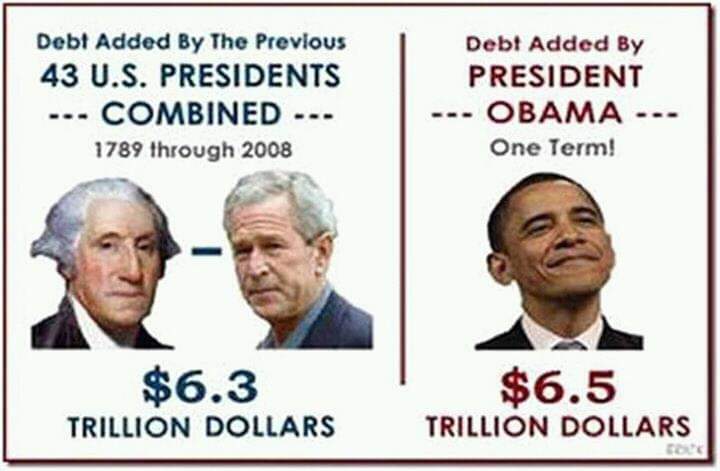 Debt Added By The Previous
43 U.S. PRESIDENTS
--- COMBINED ---
1789 through 2008
-
$6.3
TRILLION DOLLARS
Debt Added By
PRESIDENT
--- OBAMA ---
One Term!
$6.5
TRILLION DOLLARS